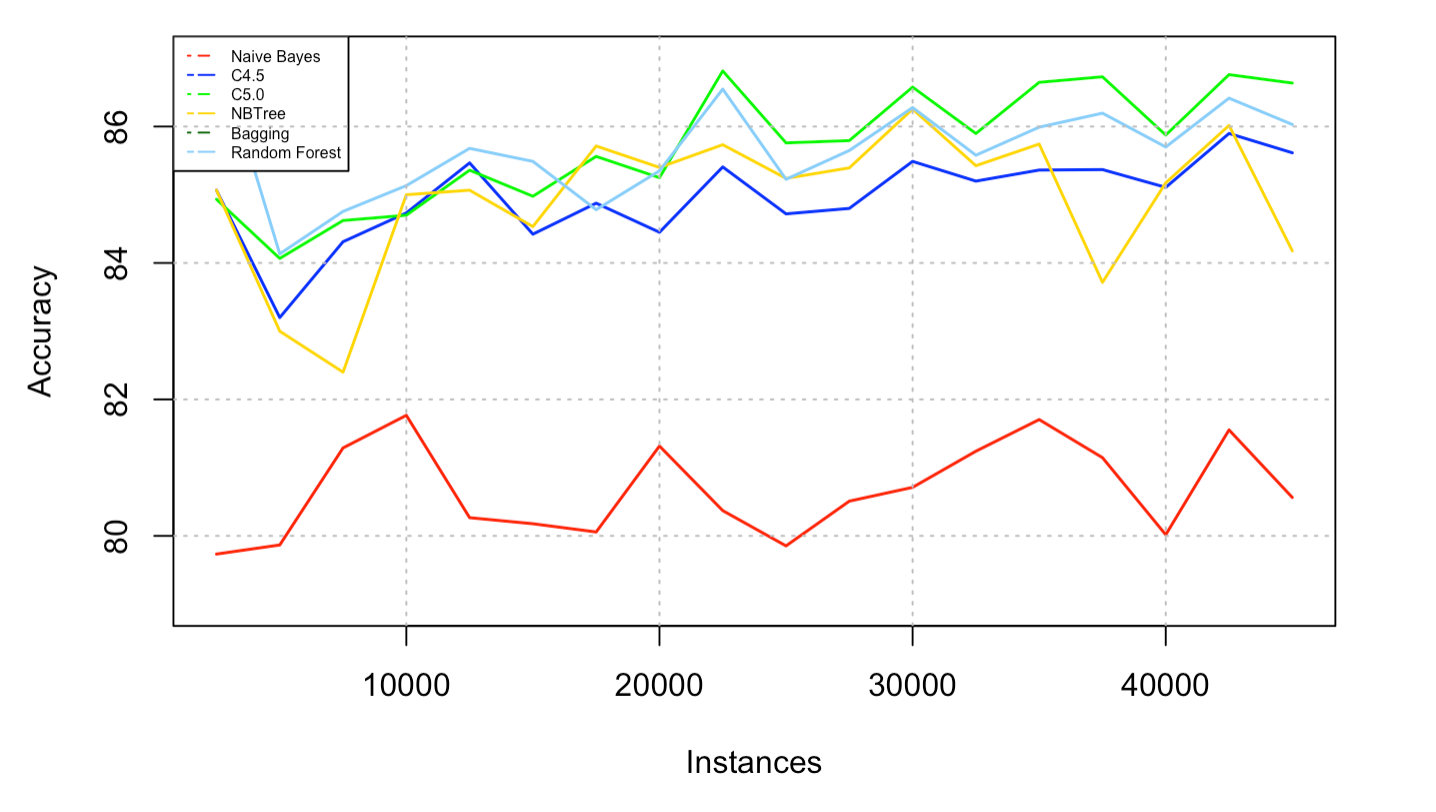 Naive Bayes
C4.5
C5.0
NBTree
Bagging
Random Forest
86
84
82
80
Accuracy
10000 20000 30000 40000
Instances